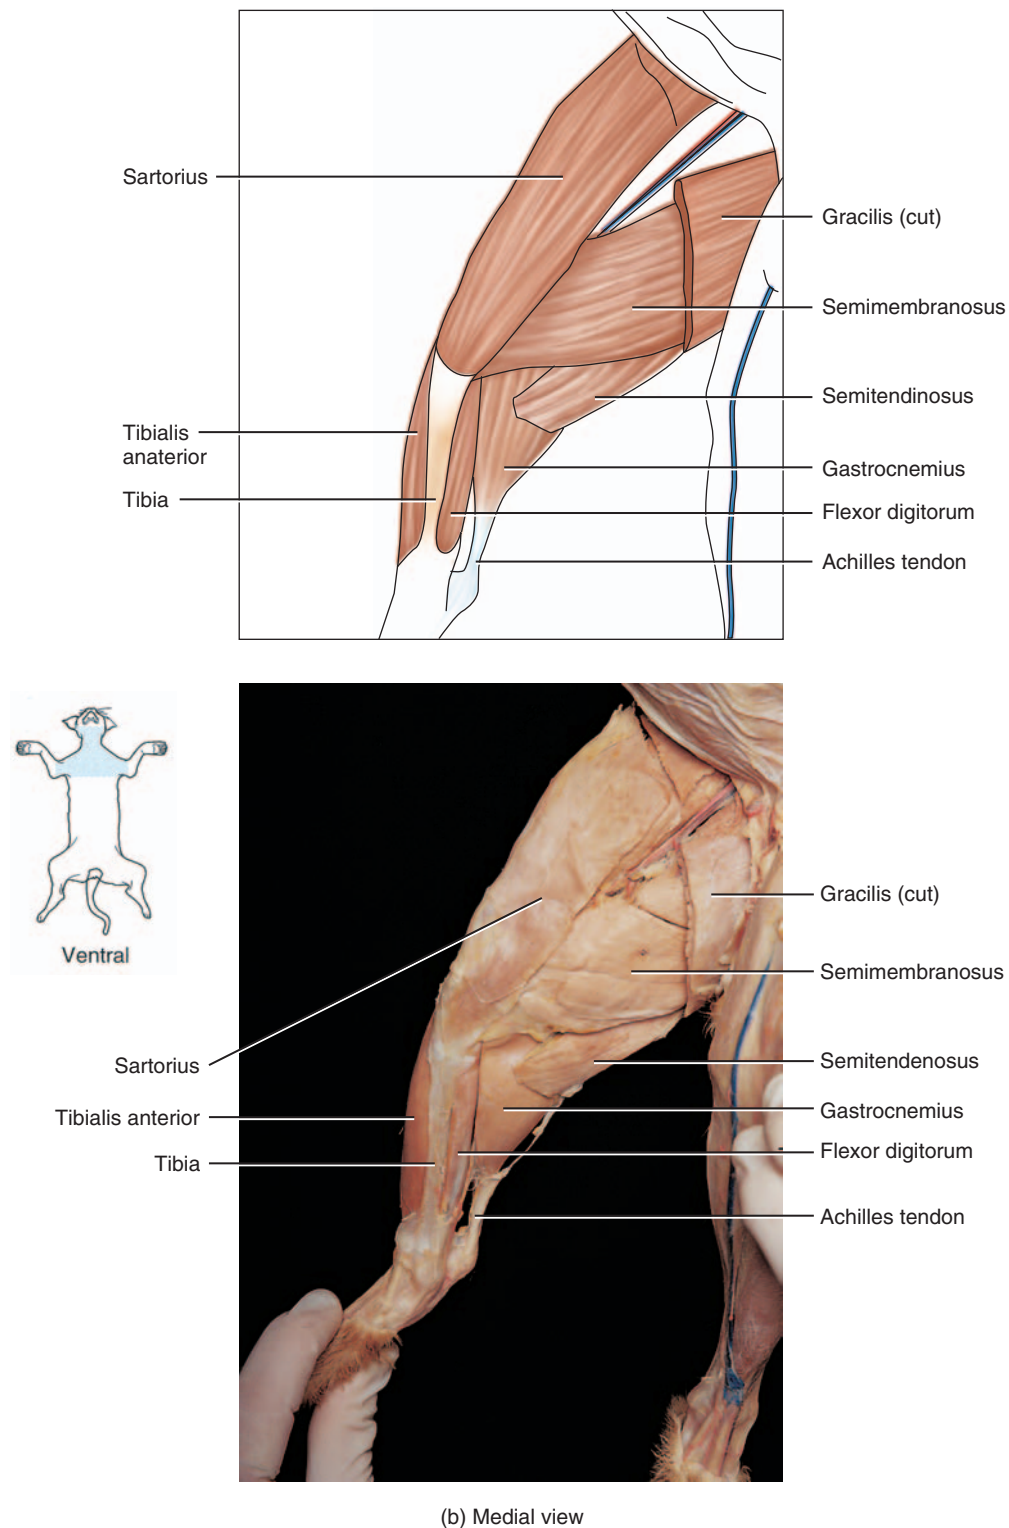 Sartorius
Gracilis (cut)
Semimembranosus
Semitendinosus
Tibialis
anaterior
Gastrocnemius
Tibia
Flexor digitorum
Achilles tendon
Ventral
Gracilis (cut)
Semimembranosus
Sartorius
Semitendenosus
Tibialis anterior
Gastrocnemius
Tibia
Flexor digitorum
Achilles tendon
(b) Medial view